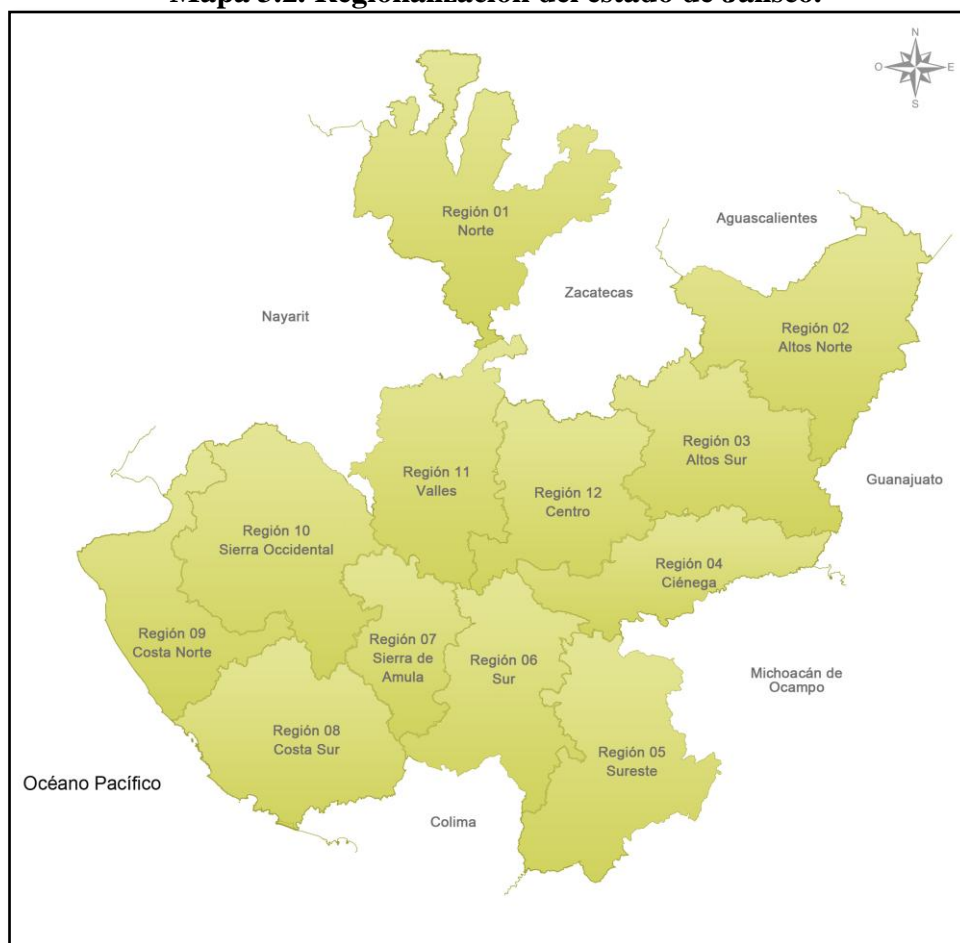 Mapa 3.2. Regionalización del estado de Jalisco.
N
O
E
S
Región 01
Norte
Aguascalientes
Zacatecas
Nayarit
Región 02
Altos Norte
Región 03
Altos Sur
Región 11
Valles
Guanajuato
Región 12
Centro
Región 10
Sierra Occidental
Región 04
Ciénega
Región 09
Costa Norte
Región 07
Sierra de
Amula
Región 06
Sur
Michoacán de
Ocampo
Región 08
Costa Sur
Región 05
Sureste
Océano Pacífico
Colima